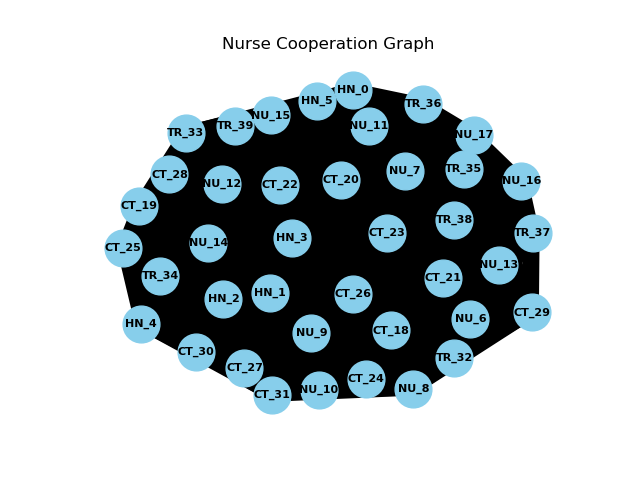 Nurse Cooperation Graph
HN_0
HN_5
TR_36
NU_15
TR_39
NU_11
TR_33
NU_17
CT_28
NU_12
CT_22
CT_20
NU_7
TR_35
NU_16
CT_19
TR_38
CT_25
NU_14
HN_3
CT_23
TR_37
NU_13
TR_34
CT_21
HN_2
HN_1
CT_26
CT_29
NU_6
HN_4
NU_9
CT_18
CT_30
TR_32
CT_27
CT_24
CT_31
NU_10
NU_8